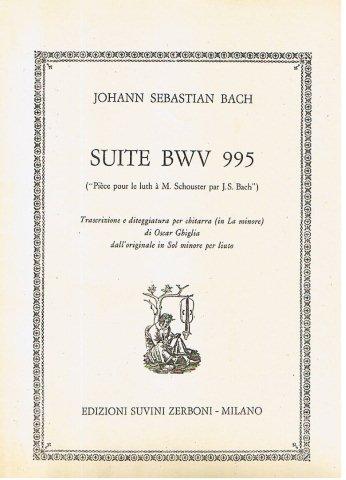 JOHANN SEBASTIAN BACH
SUITE BWV 995
("Pièce pour le luth à M. Schouster par J.S. Bach")
Trascrizione e diteggiatura per chitarra (in La minore)
di Oscar Ghiglia
dall'originale in Sol minore per liuto
EDIZIONI SUVINI ZERBONI - MILANO